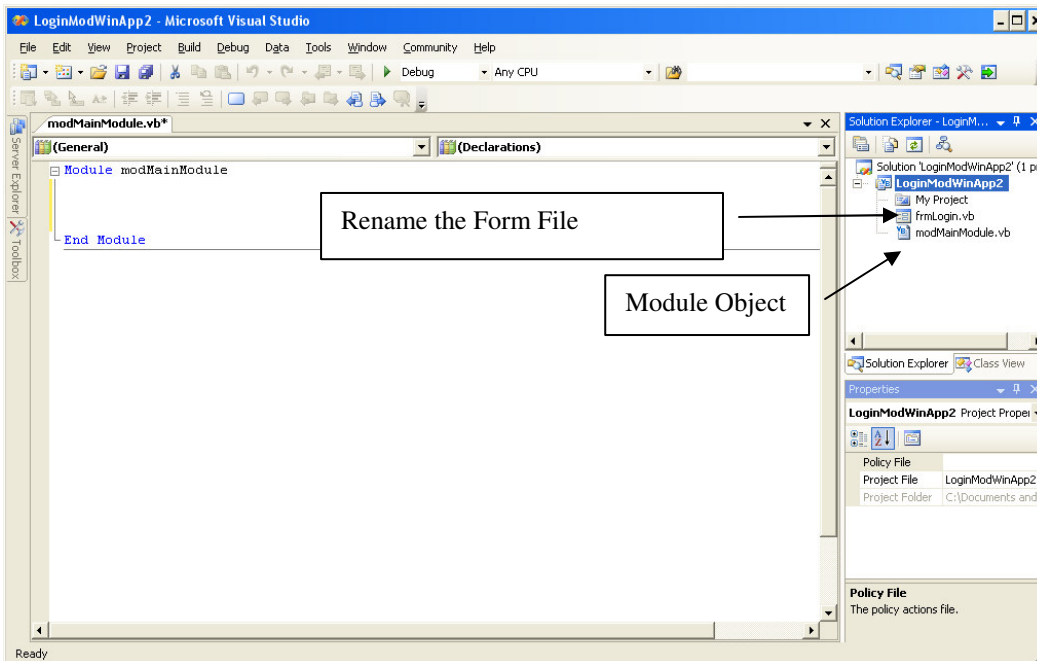 LoginModWinApp2 - Microsoft Visual Studio
File Edit View Project Build Debug Data Tools Window Community Help
Debug Any CPU
modMainModule.vb*
Solution Explorer - LoginM...
(General) (Declarations)
Server Explorer
Toolbox
Module modMainModule
End Module
Solution 'LoginModWinApp2' (1 p
LoginModWinApp2
My Project
frmLogin.vb
modMainModule.vb
Rename the Form File
Module Object
Solution Explorer Class View
Properties
LoginModWinApp2 Project Proper
Policy File
Project File LoginModWinApp2
Project Folder C:\Documents and
Policy File
The policy actions file.
Ready